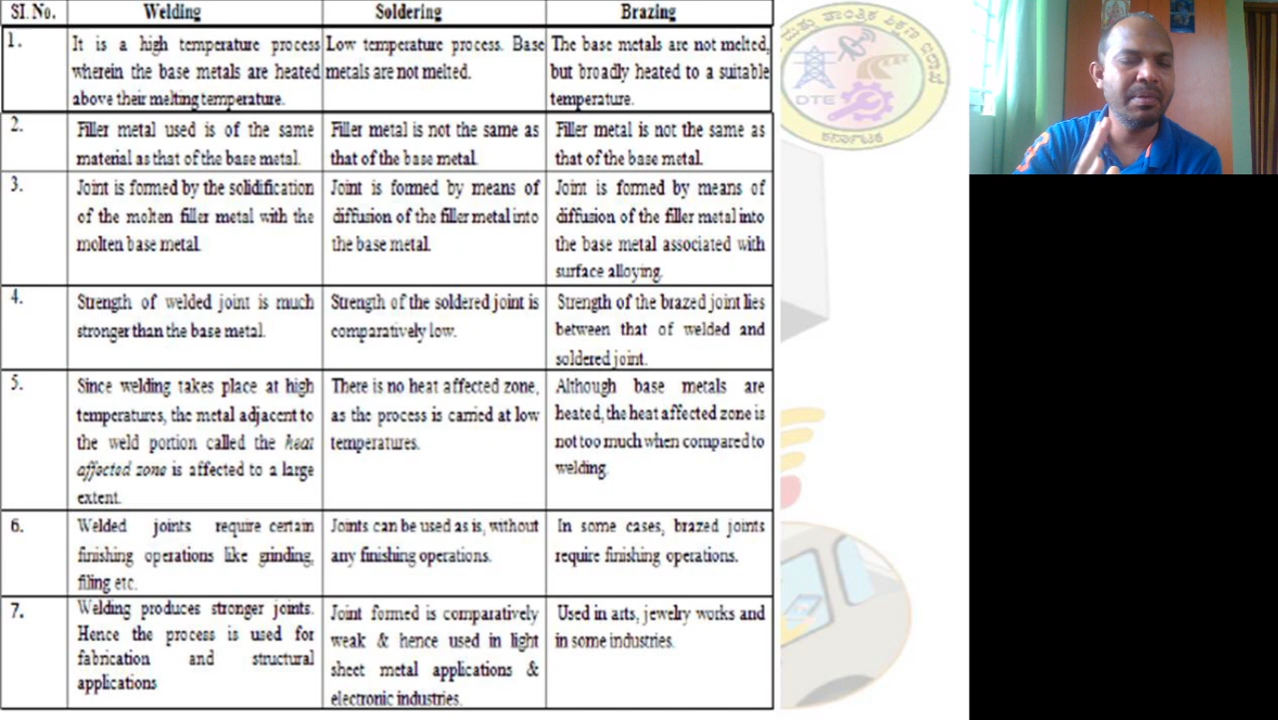 SI. No. Welding Soldering Brazing
1.
It is a high temperature process
wherein the base metals are heated
above their melting temperature.
Low temperature process. Base
metals are not melted.
The base metals are not melted,
but broadly heated to a suitable
temperature.
2.
Filler metal used is of the same
material as that of the base metal.
Filler metal is not the same as
that of the base metal.
Filler metal is not the same as
that of the base metal.
3.
Joint is formed by the solidification
of the molten filler metal with the
molten base metal.
Joint is formed by means of
diffusion of the filler metal into
the base metal.
Joint is formed by means of
diffusion of the filler metal into
the base metal associated with
surface alloying.
4.
Strength of welded joint is much
stronger than the base metal.
Strength of the soldered joint is
comparatively low.
Strength of the brazed joint lies
between that of welded and
soldered joint.
5.
Since welding takes place at high
temperatures, the metal adjacent to
the weld portion called the heat
affected zone is affected to a large
extent.
There is no heat affected zone,
as the process is carried at low
temperatures.
Although base metals are
heated, the heat affected zone is
not too much when compared to
welding.
6.
Welded joints require certain
finishing operations like grinding,
filing etc.
Joints can be used as is, without
any finishing operations.
In some cases, brazed joints
require finishing operations.
7.
Welding produces stronger joints.
Hence the process is used for
fabrication and structural
applications
Joint formed is comparatively
weak & hence used in light
sheet metal applications &
electronic industries.
Used in arts, jewelry works and
in some industries.
DTE
ಕರ್ನಾಟಕ